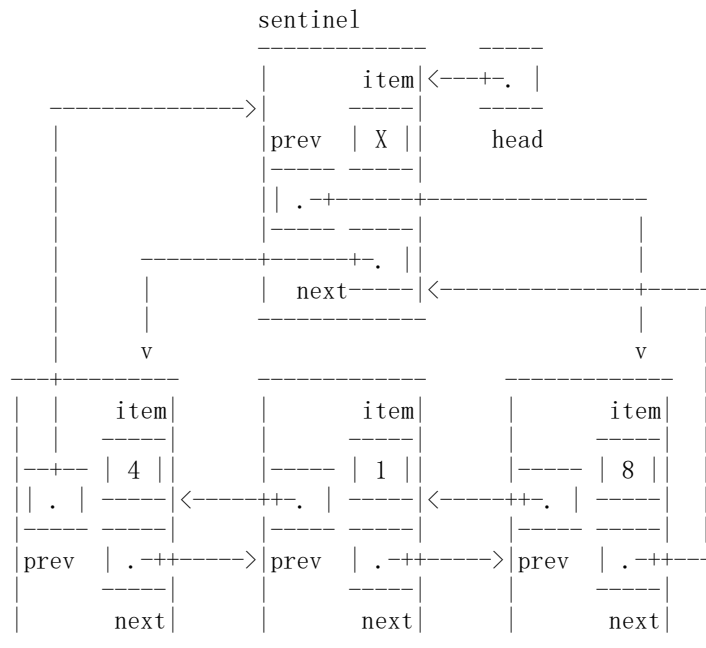 sentinel
item
prev X head
next
item item item
4 1 8
prev prev prev
next next next